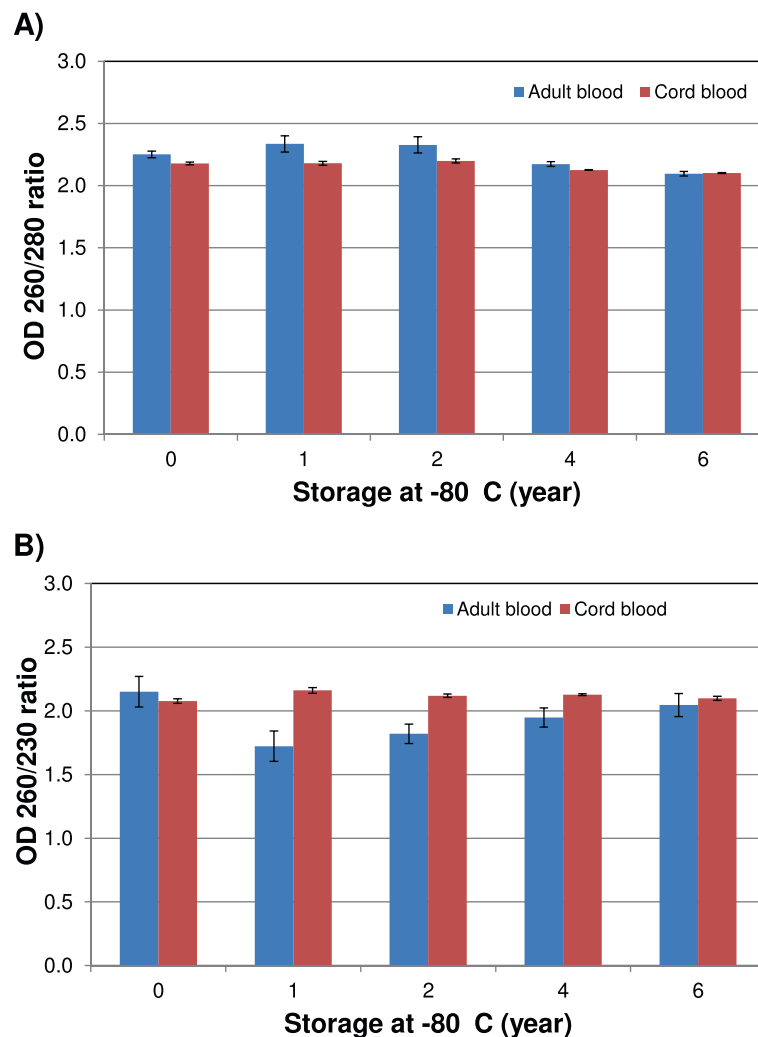 A)
3.0
Adult blood Cord blood
2.5
2.0
1.5
1.0
0.5
0.0
OD 260/280 ratio
0 1 2 4 6
Storage at -80 C (year)
B)
3.0
Adult blood Cord blood
2.5
2.0
1.5
1.0
0.5
0.0
OD 260/230 ratio
0 1 2 4 6
Storage at -80 C (year)